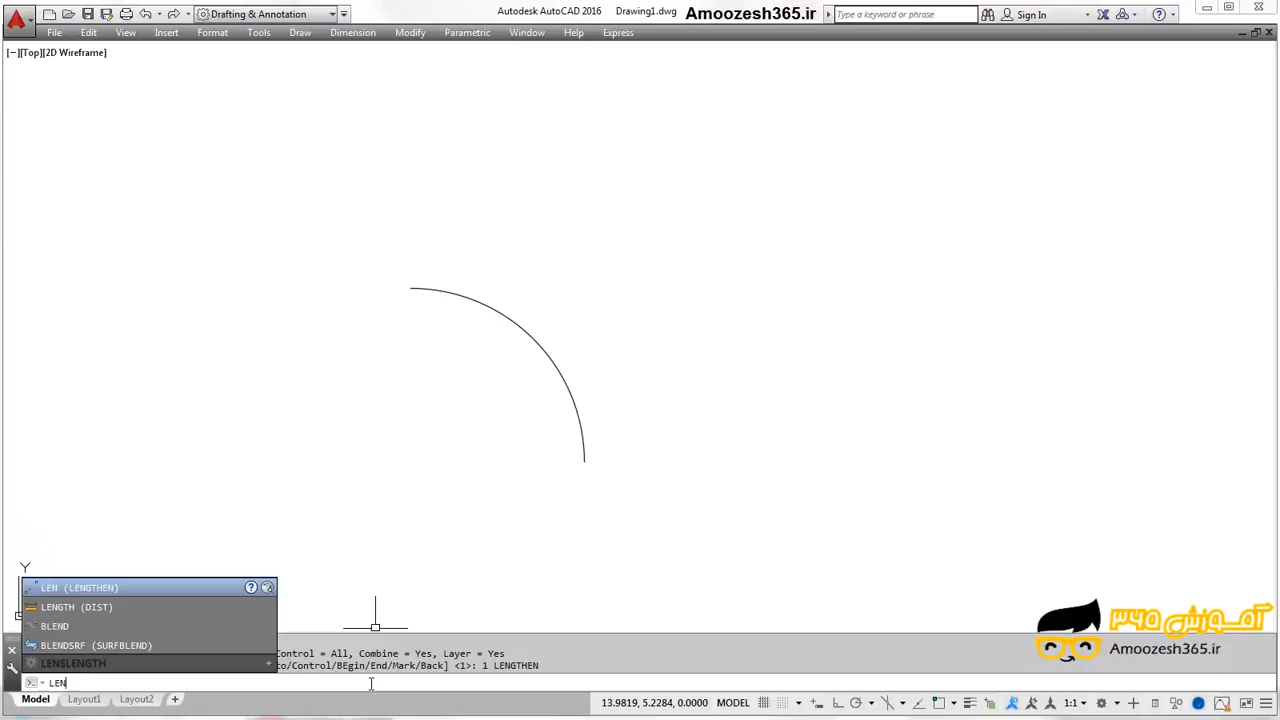 Drafting & Annotation
Autodesk AutoCAD 2016 Drawing1.dwg
Amoozesh365.ir
Type a keyword or phrase
Sign In
File Edit View Insert Format Tools Draw Dimension Modify Parametric Window Help Express
[−][Top][2D Wireframe]
Y
LEN (LENGTHEN)
LENGTH (DIST)
BLEND
BLENDSRF (SURFBLEND)
LENSLENGTH
ontrol = All, Combine = Yes, Layer = Yes
to/Control/BEgin/End/Mark/Back] <1>: 1 LENGTHEN
LEN
Model Layout1 Layout2 +
13.9819, 5.2284, 0.0000 MODEL
1:1
آموزش ۳۶۵
Amoozesh365.ir